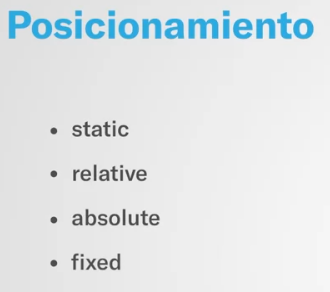 Posicionamiento
• static
• relative
• absolute
• fixed